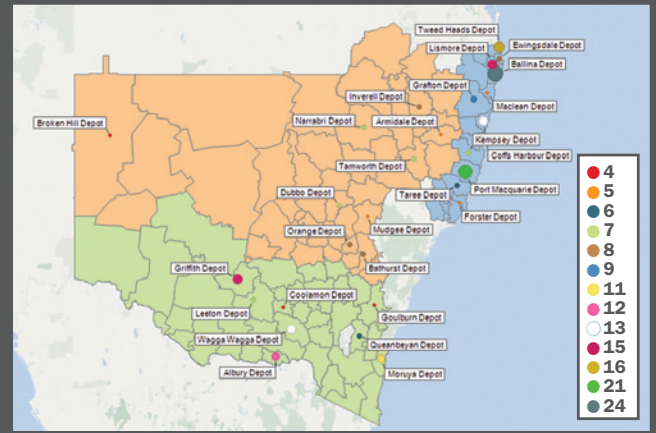 Tweed Heads Depot
Lismore Depot
Ewingsdale Depot
Ballina Depot
Grafton Depot
Inverell Depot
Maclean Depot
Broken Hill Depot
Narrabri Depot
Armidale Depot
Kempsey Depot
Coffs Harbour Depot
Tamworth Depot
Port Macquarie Depot
Taree Depot
Dubbo Depot
Forster Depot
Orange Depot
Mudgee Depot
Griffith Depot
Bathurst Depot
Coolamon Depot
Leeton Depot
Goulburn Depot
Wagga Wagga Depot
Queanbeyan Depot
Albury Depot
Moruya Depot
4
5
6
7
8
9
11
12
13
15
16
21
24